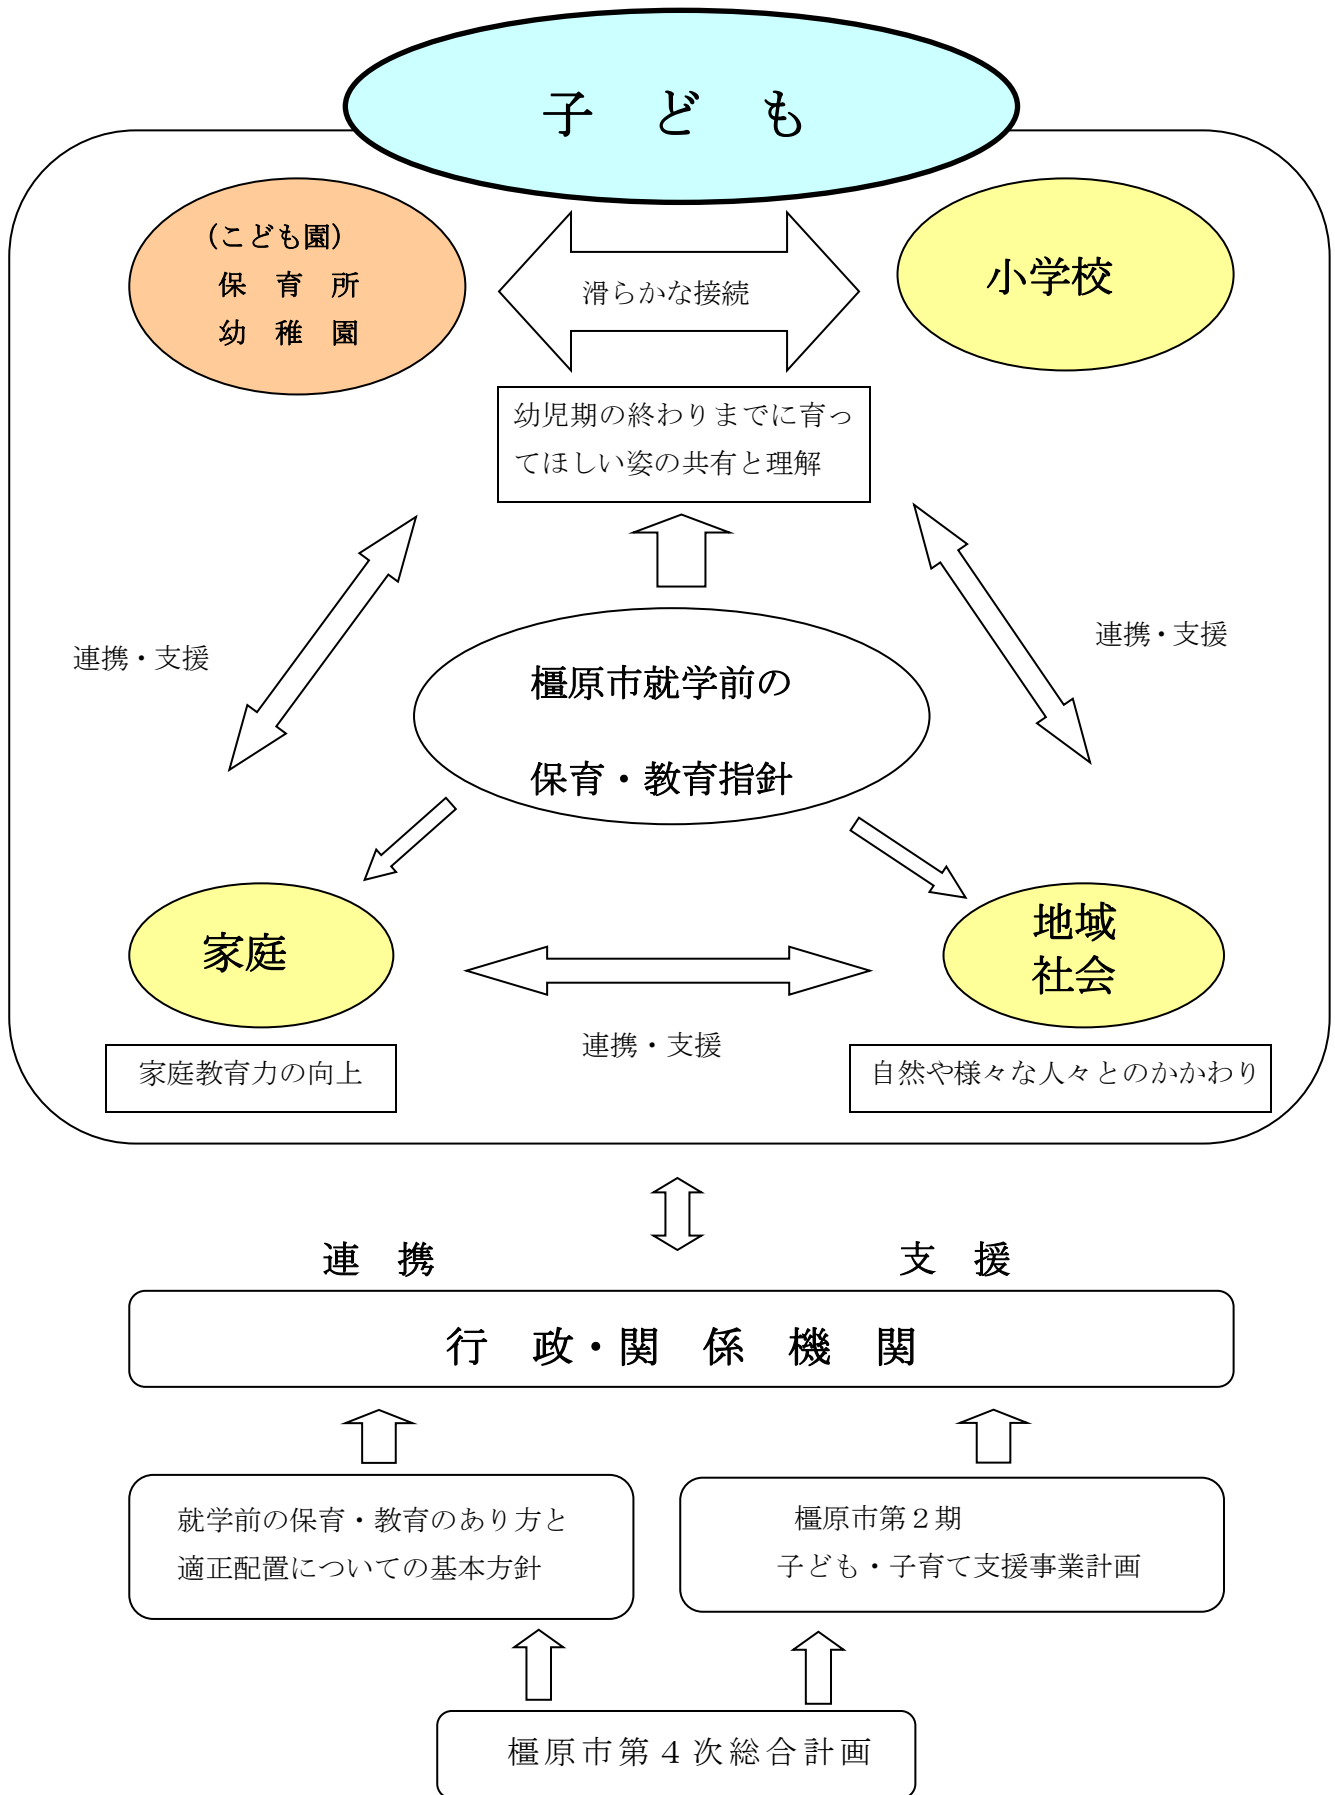 子　ど　も
（こども園）
保　育　所
幼　稚　園
滑らかな接続
小学校
幼児期の終わりまでに育っ
てほしい姿の共有と理解
連携・支援
連携・支援
橿原市就学前の
保育・教育指針
家庭
地域
社会
連携・支援
家庭教育力の向上
自然や様々な人々とのかかわり
連　携
支　援
行　政・関　係　機　関
就学前の保育・教育のあり方と
適正配置についての基本方針
橿原市第２期
子ども・子育て支援事業計画
橿原市第４次総合計画